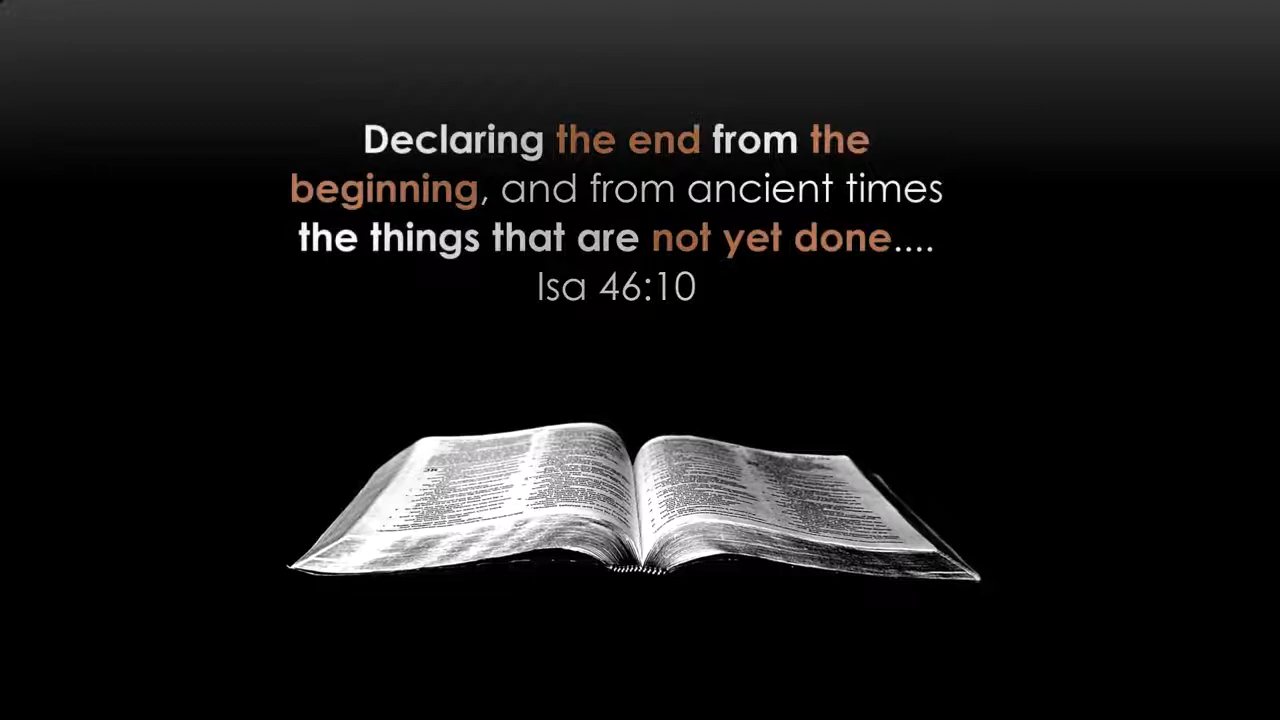 Declaring the end from the
beginning, and from ancient times
the things that are not yet done....
Isa 46:10